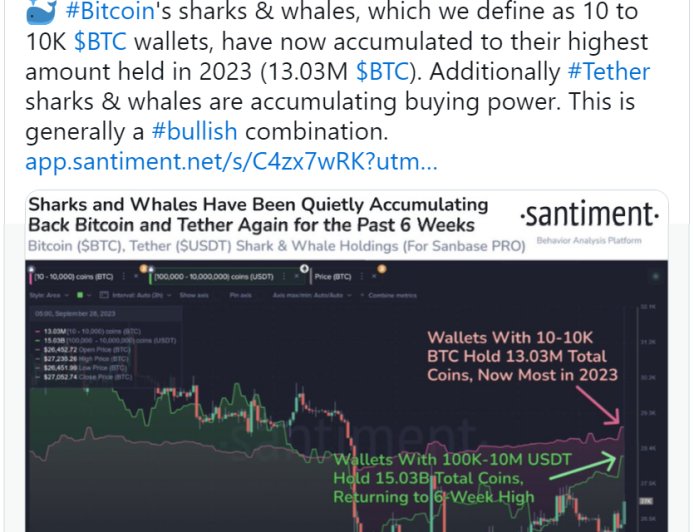 🐳 #Bitcoin's sharks & whales, which we define as 10 to
10K $BTC wallets, have now accumulated to their highest
amount held in 2023 (13.03M $BTC). Additionally #Tether
sharks & whales are accumulating buying power. This is
generally a #bullish combination.
app.santiment.net/s/C4zx7wRK?utm...
Sharks and Whales Have Been Quietly Accumulating
Back Bitcoin and Tether Again for the Past 6 Weeks
·santiment·
Behavior Analysis Platform
Bitcoin ($BTC), Tether ($USDT) Shark & Whale Holdings (For Sanbase PRO)
[10 - 10,000) coins (BTC)
[100,000 - 10,000,000) coins (USDT)
Price (BTC)
Style: Area
Interval: Auto (3h)
Show axis
Pin axis
Axis max/min: Auto/Auto
+ Combine metrics
05:00, September 28, 2023
13.03M [10 - 10,000) coins (BTC)
15.03B [100,000 - 10,000,000) coins (USDT)
$26,452.72 Open Price (BTC)
$27,238.26 High Price (BTC)
$26,451.98 Low Price (BTC)
$27,052.74 Close Price (BTC)
Wallets With 10-10K
BTC Hold 13.03M Total
Coins, Now Most in 2023
·santiment·
Wallets With 100K-10M USDT
Hold 15.03B Total Coins,
Returning to 6-Week High
27K